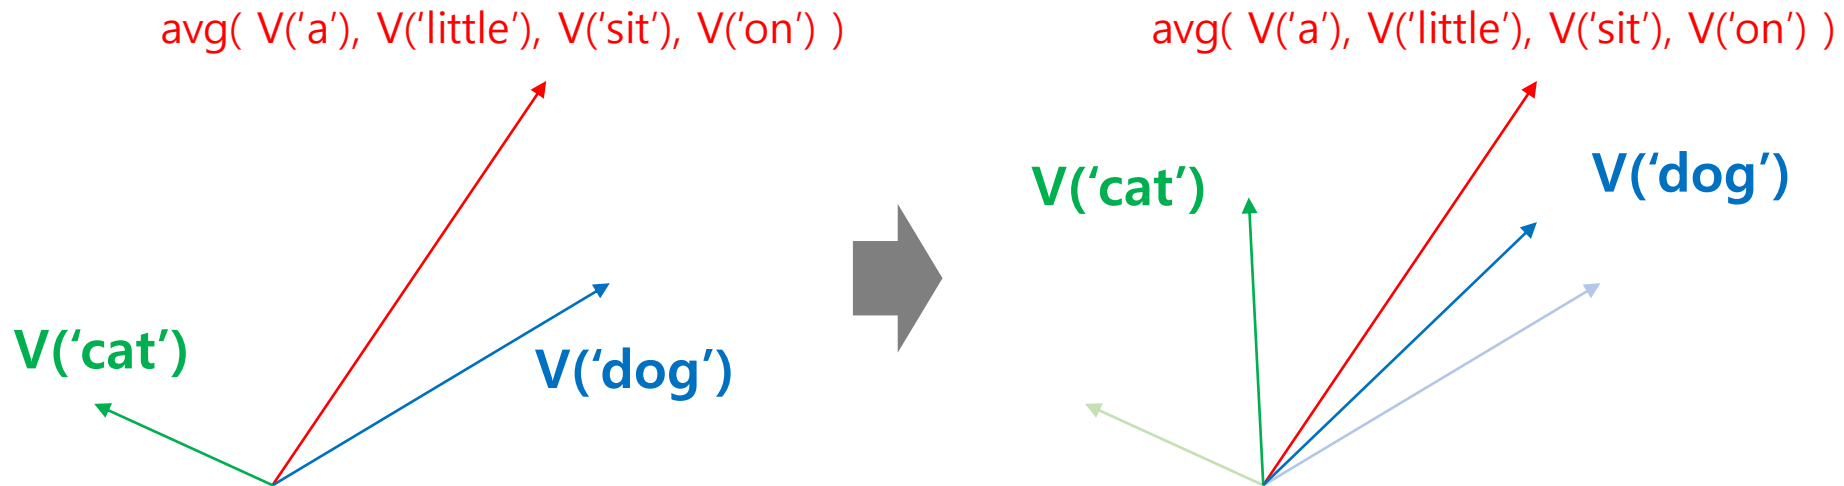 avg( V(‘a’), V(‘little’), V(‘sit’), V(‘on’) )
V(‘cat’)
V(‘dog’)
avg( V(‘a’), V(‘little’), V(‘sit’), V(‘on’) )
V(‘cat’)
V(‘dog’)